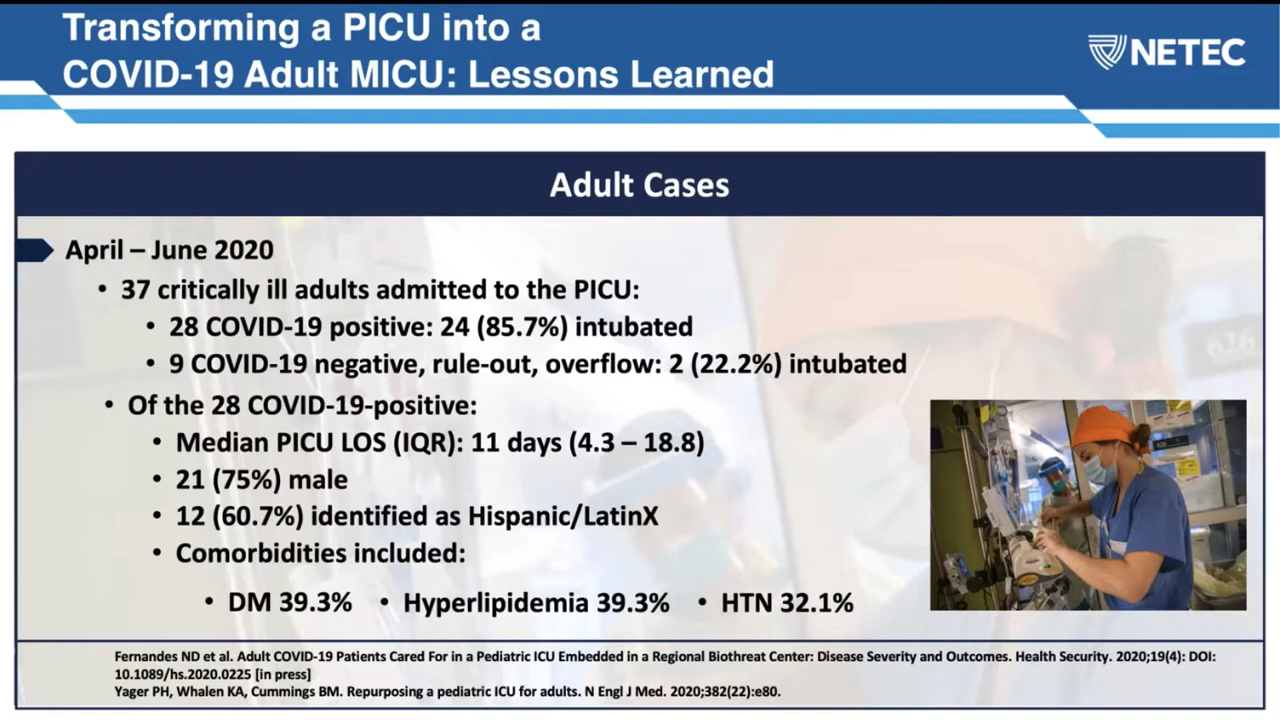 Transforming a PICU into a
COVID-19 Adult MICU: Lessons Learned
NETEC
Adult Cases
April – June 2020
• 37 critically ill adults admitted to the PICU:
• 28 COVID-19 positive: 24 (85.7%) intubated
• 9 COVID-19 negative, rule-out, overflow: 2 (22.2%) intubated
• Of the 28 COVID-19-positive:
• Median PICU LOS (IQR): 11 days (4.3 – 18.8)
• 21 (75%) male
• 12 (60.7%) identified as Hispanic/LatinX
• Comorbidities included:
• DM 39.3% • Hyperlipidemia 39.3% • HTN 32.1%
626
Fernandes ND et al. Adult COVID-19 Patients Cared For in a Pediatric ICU Embedded in a Regional Biothreat Center: Disease Severity and Outcomes. Health Security. 2020;19(4): DOI:
10.1089/hs.2020.0225 [in press]
Yager PH, Whalen KA, Cummings BM. Repurposing a pediatric ICU for adults. N Engl J Med. 2020;382(22):e80.